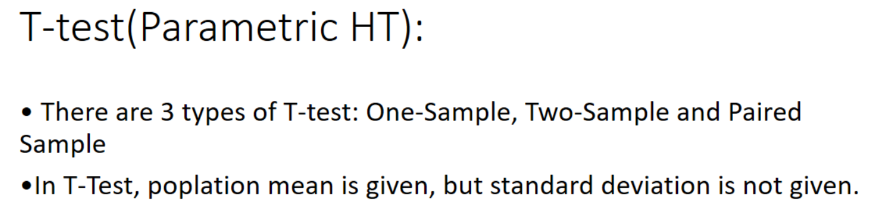 T-test(Parametric HT):
• There are 3 types of T-test: One-Sample, Two-Sample and Paired
Sample
•In T-Test, poplation mean is given, but standard deviation is not given.